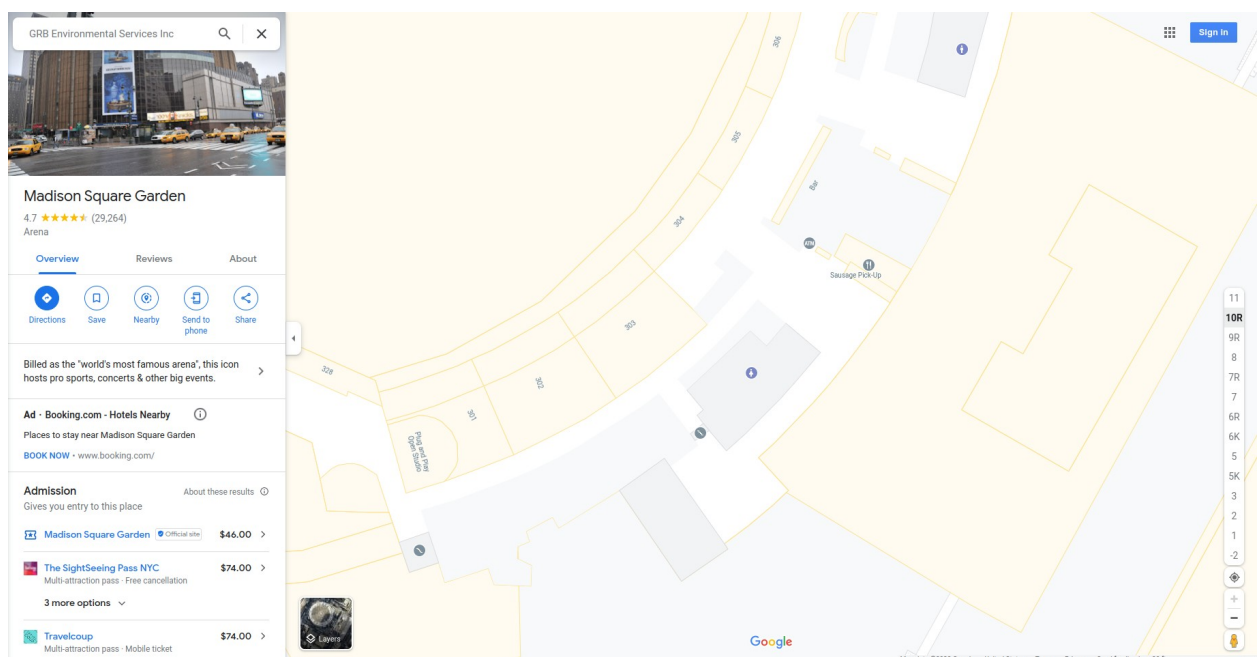 GRB Environmental Services Inc
Madison Square Garden
4.7 (29,264)
Arena
Overview Reviews About
Directions Save Nearby Send to phone Share
Billed as the "world's most famous arena", this icon
hosts pro sports, concerts & other big events.
Ad · Booking.com - Hotels Nearby
Places to stay near Madison Square Garden
BOOK NOW · www.booking.com/
Admission About these results
Gives you entry to this place
Madison Square Garden Official site $46.00
The SightSeeing Pass NYC $74.00
Multi-attraction pass · Free cancellation
3 more options
Travelcoup $74.00
Multi-attraction pass · Mobile ticket
Layers
306
305
Bar
304
ATM
Sausage Pick-Up
303
328
302
301
Plug and Play
Open Studio
Google
Sign in
11
10R
9R
8
7R
7
6R
6K
5
5K
3
2
1
-2